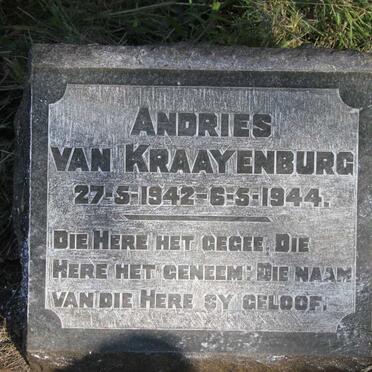 ANDRIES
VAN KRAAYENBURG
27-5-1942-6-5-1944.
DIE HERE HET GEGEE, DIE
HERE HET GENEEM: DIE NAAM
VAN DIE HERE SY GELOOF.